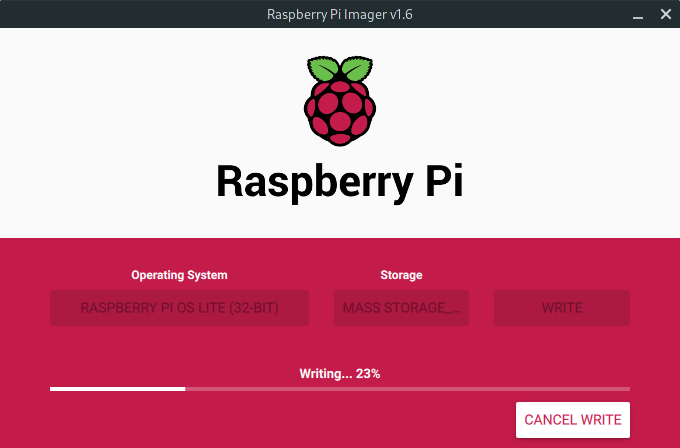 Raspberry Pi Imager v1.6
Raspberry Pi
Operating System
Storage
RASPBERRY PI OS LITE (32-BIT)
MASS STORAGE_...
WRITE
Writing... 23%
CANCEL WRITE